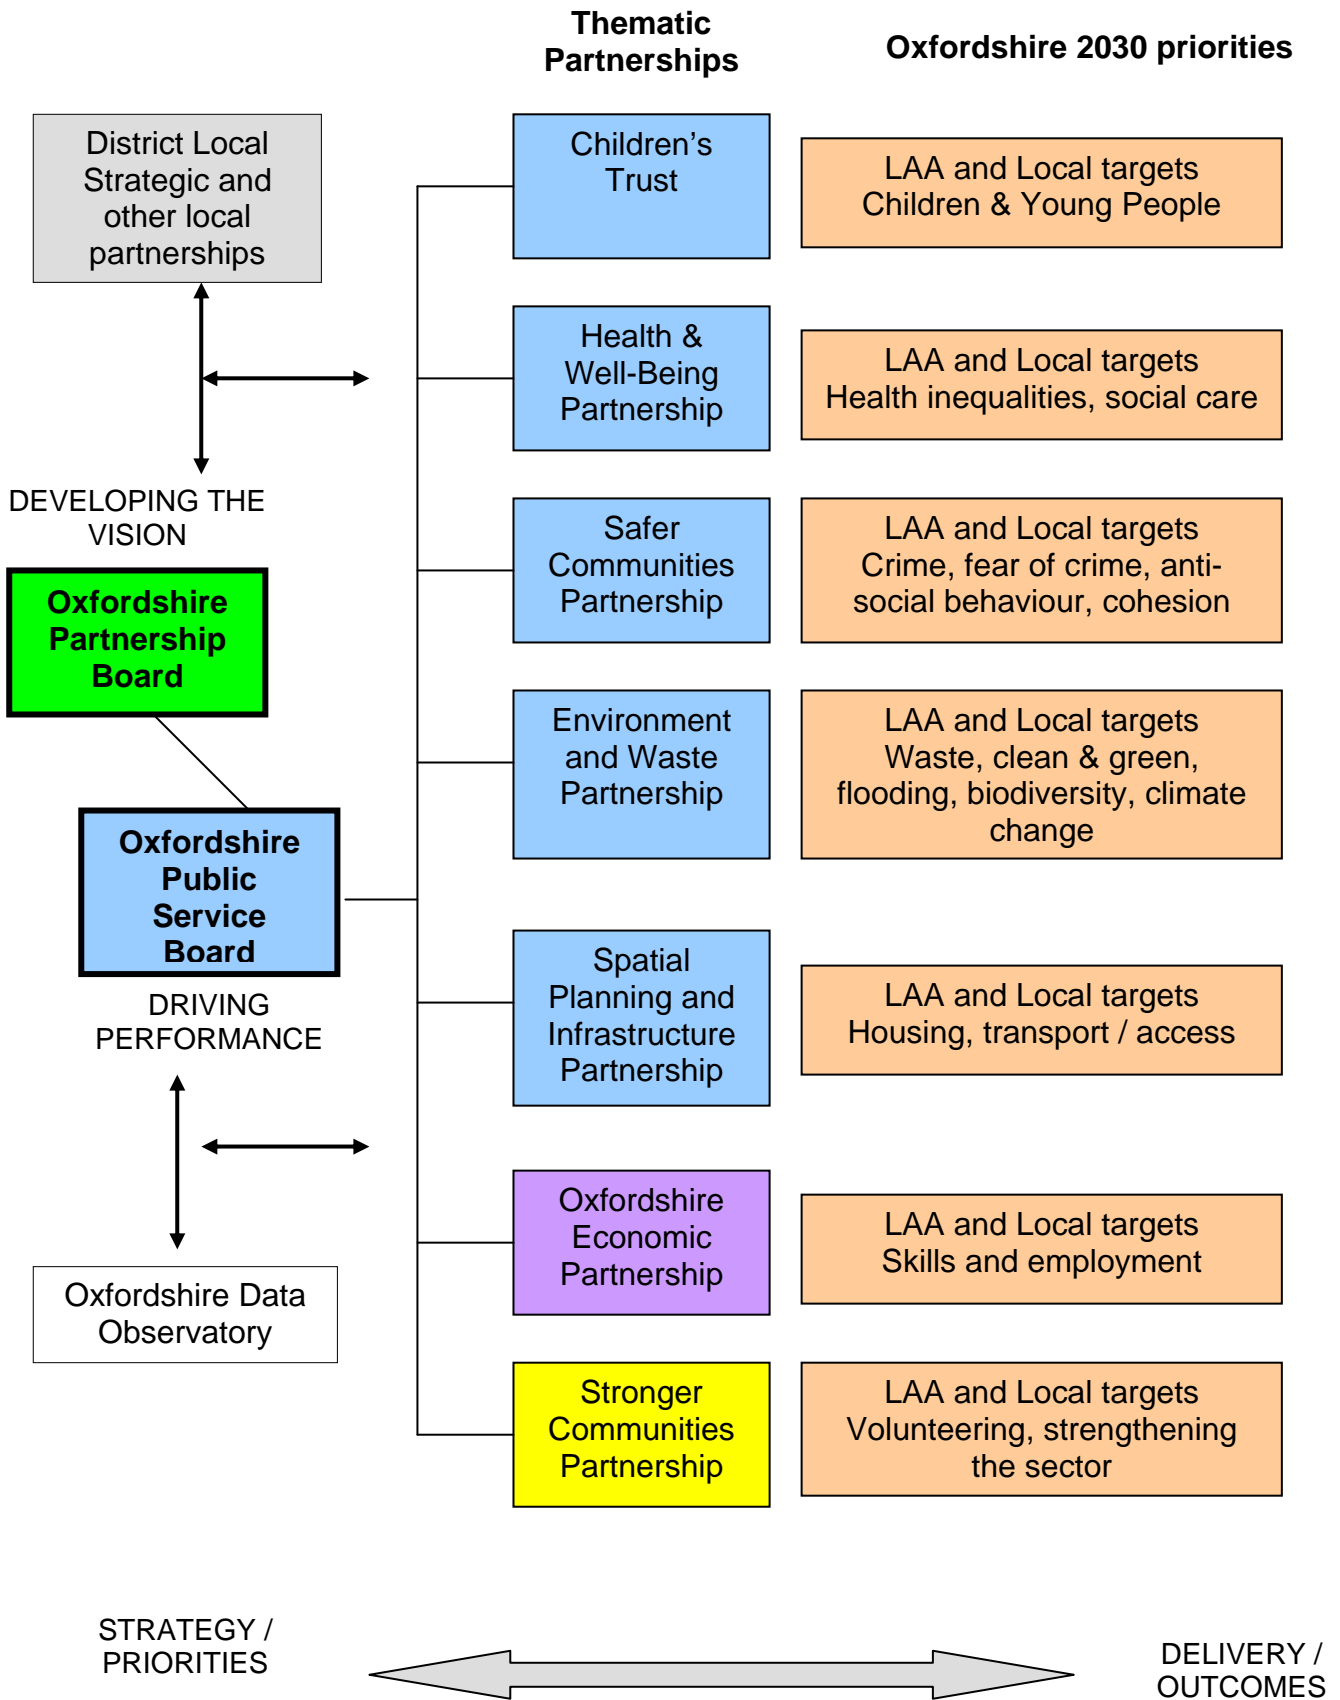 Thematic
Partnerships
Oxfordshire 2030 priorities
District Local
Strategic and
other local
partnerships
DEVELOPING THE
VISION
Oxfordshire
Partnership
Board
Oxfordshire
Public
Service
Board
DRIVING
PERFORMANCE
Oxfordshire Data
Observatory
Children's
Trust
LAA and Local targets
Children & Young People
Health &
Well-Being
Partnership
LAA and Local targets
Health inequalities, social care
Safer
Communities
Partnership
LAA and Local targets
Crime, fear of crime, anti-
social behaviour, cohesion
Environment
and Waste
Partnership
LAA and Local targets
Waste, clean & green,
flooding, biodiversity, climate
change
Spatial
Planning and
Infrastructure
Partnership
LAA and Local targets
Housing, transport / access
Oxfordshire
Economic
Partnership
LAA and Local targets
Skills and employment
Stronger
Communities
Partnership
LAA and Local targets
Volunteering, strengthening
the sector
STRATEGY /
PRIORITIES
DELIVERY /
OUTCOMES